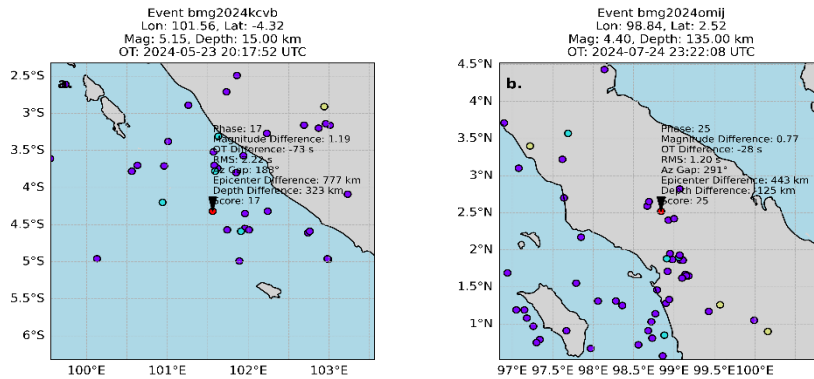 Event bmg2024kcvb
Lon: 101.56, Lat: -4.32
Mag: 5.15, Depth: 15.00 km
OT: 2024-05-23 20:17:52 UTC
a.
2.5°S
3°S
3.5°S
4°S
4.5°S
5°S
5.5°S
6°S
Phase: 17
Magnitude Difference: 1.19
OT Difference: -73 s
RMS: 2.22 s
Az Gap: 183°
Epicenter Difference: 777 km
Depth Difference: 323 km
Score: 17
100°E
101°E
102°E
103°E
Event bmg2024omij
Lon: 98.84, Lat: 2.52
Mag: 4.40, Depth: 135.00 km
OT: 2024-07-24 23:22:08 UTC
b.
4.5°N
4°N
3.5°N
3°N
2.5°N
2°N
1.5°N
1°N
Phase: 25
Magnitude Difference: 0.77
OT Difference: -28 s
RMS: 1.20 s
Az Gap: 291°
Epicenter Difference: 443 km
Depth Difference: -125 km
Score: 25
97°E
97.5°E
98°E
98.5°E
99°E
99.5°E
100°E